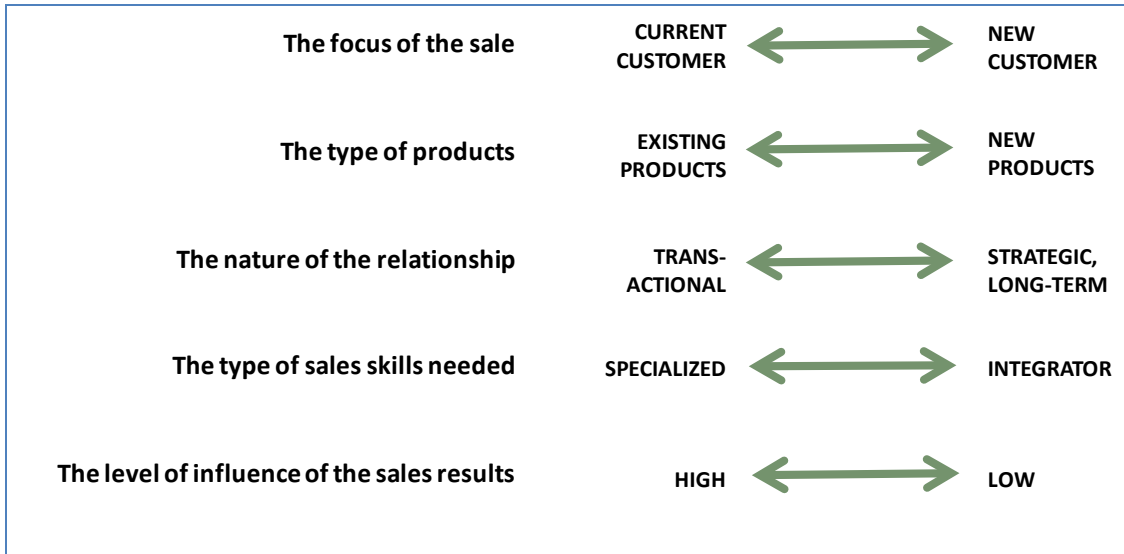 The focus of the sale
CURRENT
CUSTOMER
NEW
CUSTOMER
The type of products
EXISTING
PRODUCTS
NEW
PRODUCTS
The nature of the relationship
TRANS-
ACTIONAL
STRATEGIC,
LONG-TERM
The type of sales skills needed
SPECIALIZED
INTEGRATOR
The level of influence of the sales results
HIGH
LOW